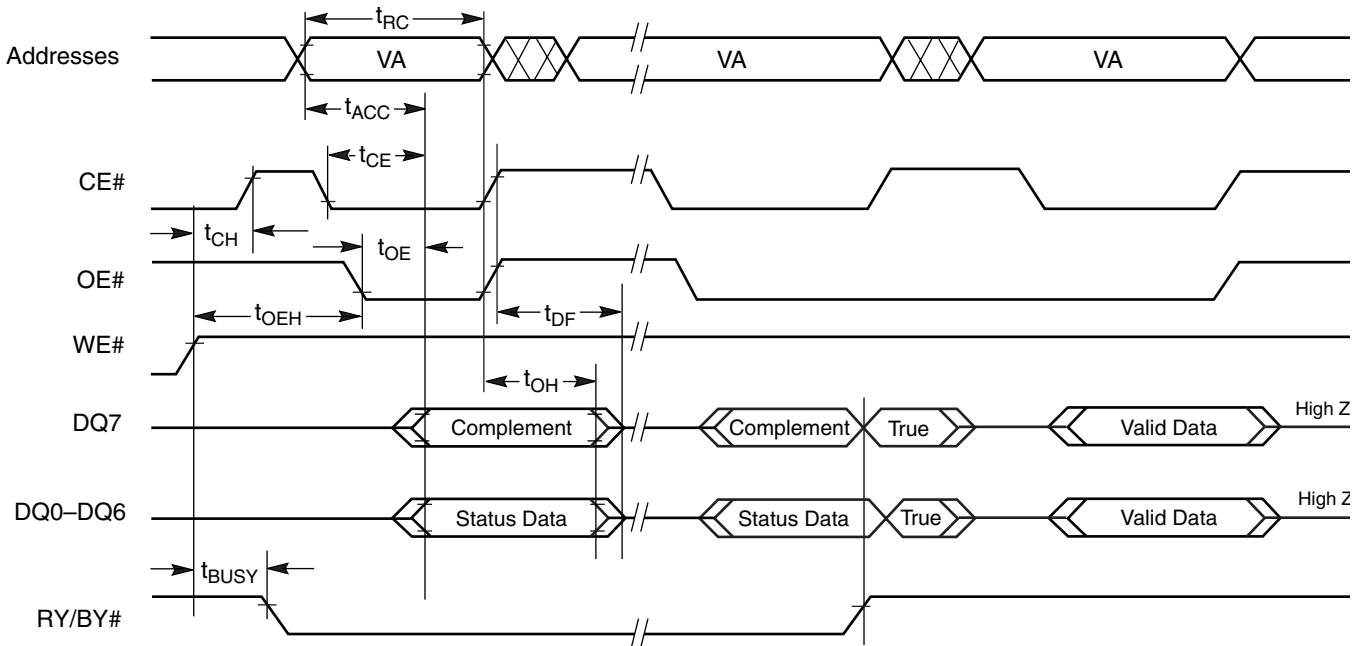 tRC
Addresses VA VA VA
tACC
tCE
CE#
tCH tOE
OE#
tOEH tDF
WE#
tOH
DQ7 Complement Complement True Valid Data High Z
DQ0–DQ6 Status Data Status Data True Valid Data High Z
tBUSY
RY/BY#